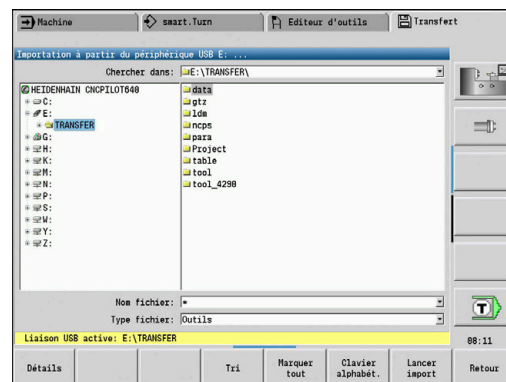 Machine
smart.Turn
Editeur d'outils
Transfert
Importation à partir du périphérique USB E: ...
Chercher dans: E:\TRANSFER\
HEIDENHAIN CNCPILOT640
C:
E:
TRANSFER
G:
H:
K:
M:
N:
P:
S:
W:
Y:
Z:
data
gtz
ldm
ncps
para
Project
table
tool
tool_4290
Nom fichier: *
Type fichier: Outils
Liaison USB active: E:\TRANSFER
T
08:11
Détails
Tri
Marquer tout
Clavier alphabét.
Lancer import
Retour